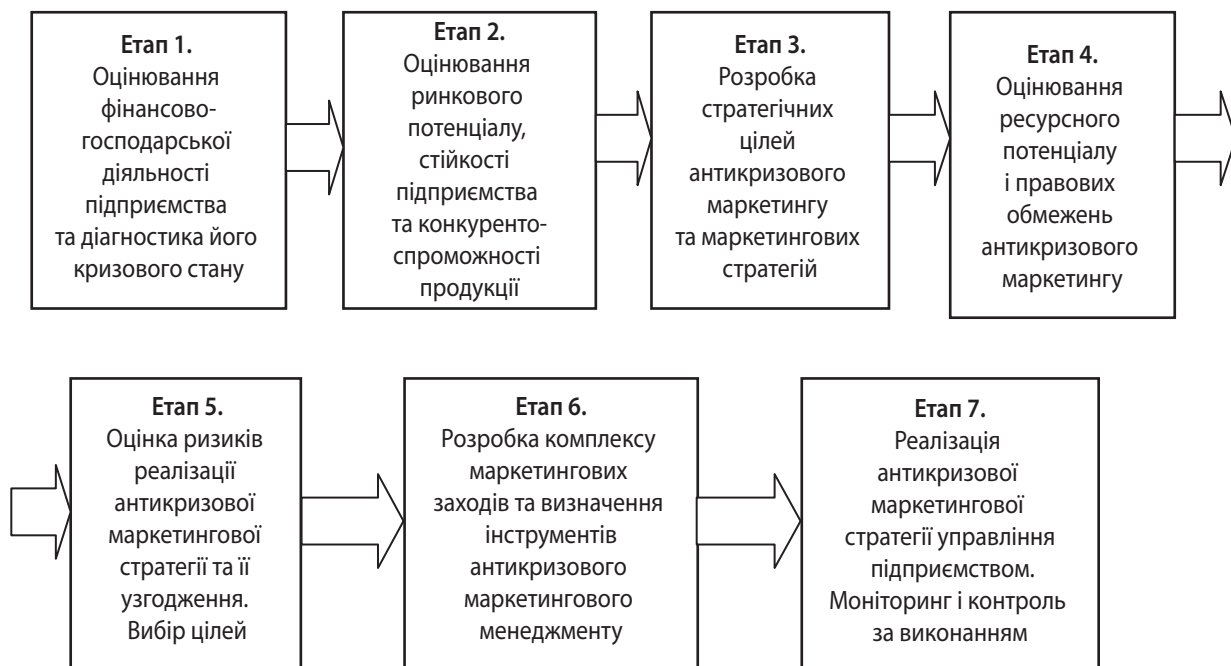 Етап 1.
Оцінювання
фінансово-
господарської
діяльності
підприємства
та діагностика його
кризового стану
Етап 2.
Оцінювання
ринкового
потенціалу,
стійкості
підприємства
та конкуренто-
спроможності
продукції
Етап 3.
Розробка
стратегічних
цілей
антикризового
маркетингу
та маркетингових
стратегій
Етап 4.
Оцінювання
ресурсного
потенціалу
і правових
обмежень
антикризового
маркетингу
Етап 5.
Оцінка ризиків
реалізації
антикризової
маркетингової
стратегії та її
узгодження.
Вибір цілей
Етап 6.
Розробка комплексу
маркетингових
заходів та визначення
інструментів
антикризового
маркетингового
менеджменту
Етап 7.
Реалізація
антикризової
маркетингової
стратегії управління
підприємством.
Моніторинг і контроль
за виконанням